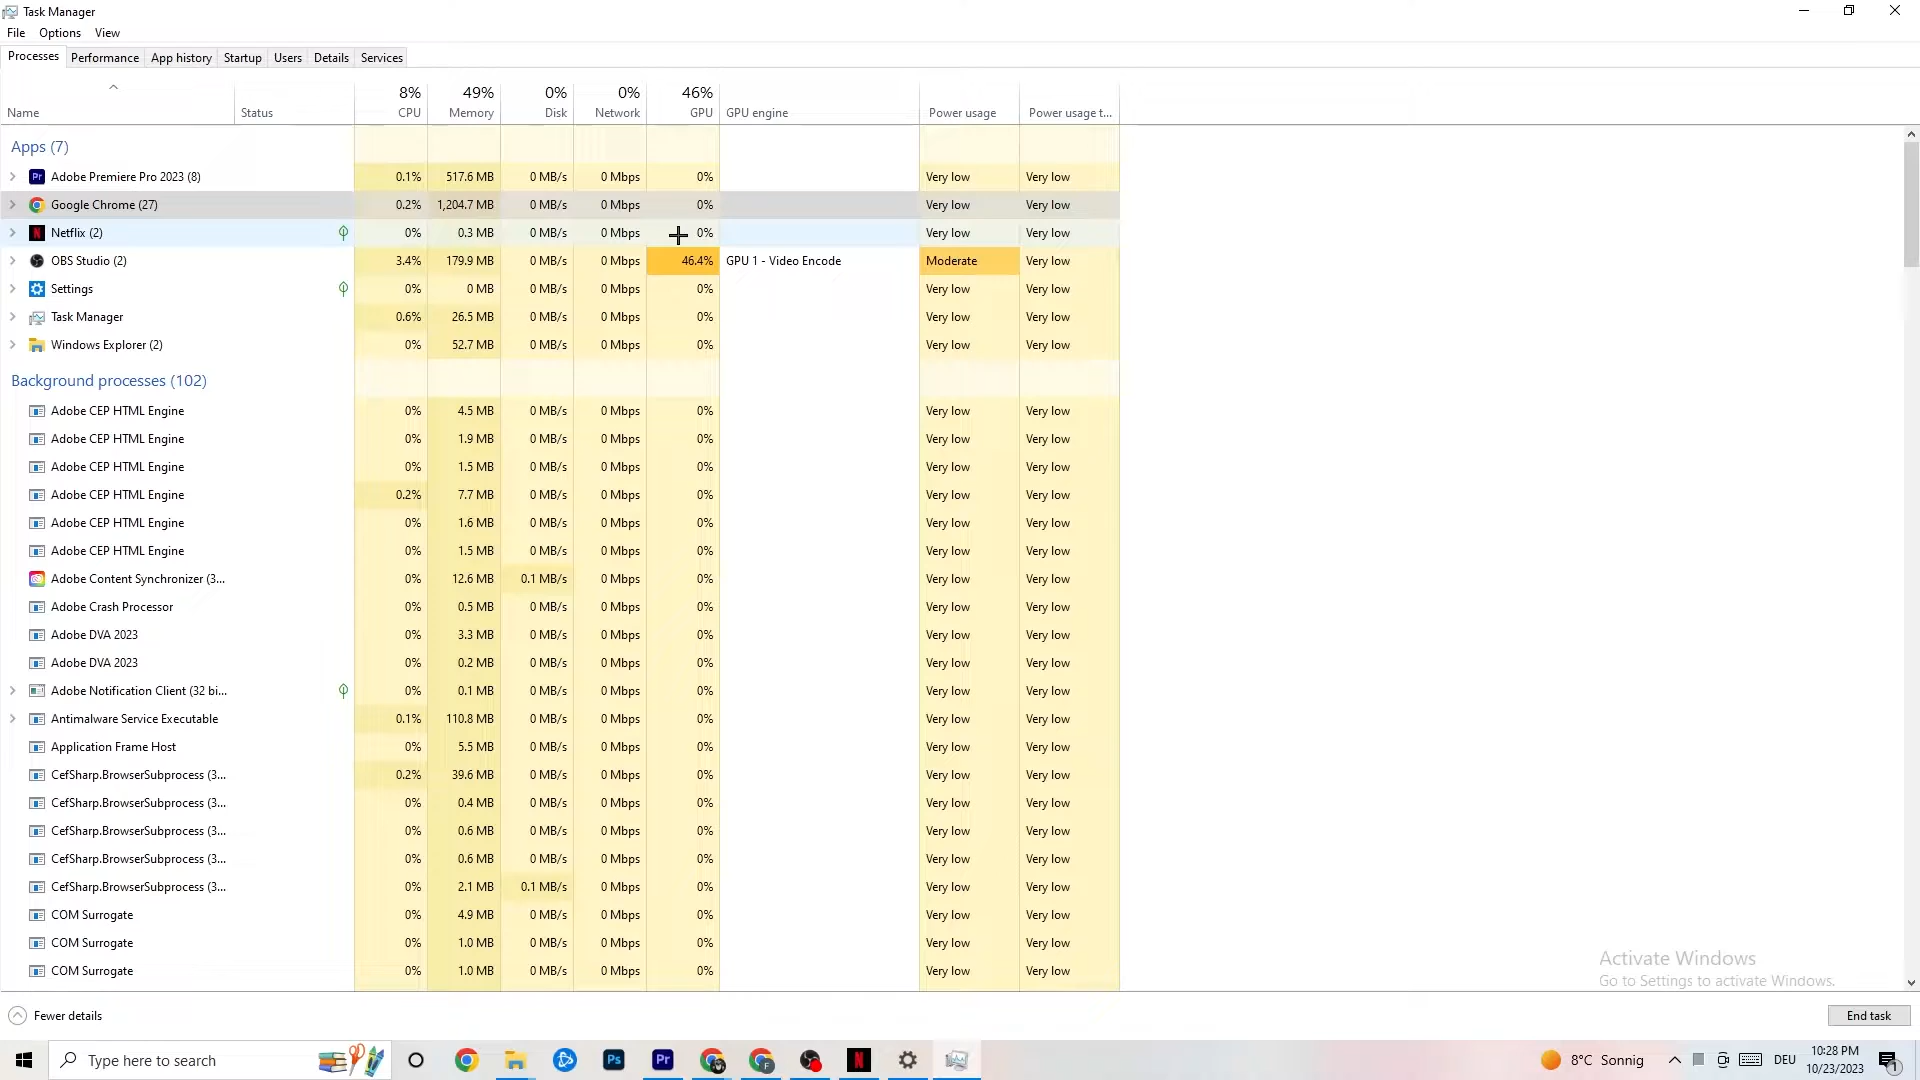 Task Manager
File Options View
Processes Performance App history Startup Users Details Services
8% 49% 0% 0% 46%
Name Status CPU Memory Disk Network GPU GPU engine Power usage Power usage t...
Apps (7)
Pr Adobe Premiere Pro 2023 (8) 0.1% 517.6 MB 0 MB/s 0 Mbps 0% Very low Very low
Google Chrome (27) 0.2% 1,204.7 MB 0 MB/s 0 Mbps 0% Very low Very low
N Netflix (2) 0% 0.3 MB 0 MB/s 0 Mbps 0% Very low Very low
OBS Studio (2) 3.4% 179.9 MB 0 MB/s 0 Mbps 46.4% GPU 1 - Video Encode Moderate Very low
Settings 0% 0 MB 0 MB/s 0 Mbps 0% Very low Very low
Task Manager 0.6% 26.5 MB 0 MB/s 0 Mbps 0% Very low Very low
Windows Explorer (2) 0% 52.7 MB 0 MB/s 0 Mbps 0% Very low Very low
Background processes (102)
Adobe CEP HTML Engine 0% 4.5 MB 0 MB/s 0 Mbps 0% Very low Very low
Adobe CEP HTML Engine 0% 1.9 MB 0 MB/s 0 Mbps 0% Very low Very low
Adobe CEP HTML Engine 0% 1.5 MB 0 MB/s 0 Mbps 0% Very low Very low
Adobe CEP HTML Engine 0.2% 7.7 MB 0 MB/s 0 Mbps 0% Very low Very low
Adobe CEP HTML Engine 0% 1.6 MB 0 MB/s 0 Mbps 0% Very low Very low
Adobe CEP HTML Engine 0% 1.5 MB 0 MB/s 0 Mbps 0% Very low Very low
Adobe Content Synchronizer (3... 0% 12.6 MB 0.1 MB/s 0 Mbps 0% Very low Very low
Adobe Crash Processor 0% 0.5 MB 0 MB/s 0 Mbps 0% Very low Very low
Adobe DVA 2023 0% 3.3 MB 0 MB/s 0 Mbps 0% Very low Very low
Adobe DVA 2023 0% 0.2 MB 0 MB/s 0 Mbps 0% Very low Very low
Adobe Notification Client (32 bi... 0% 0.1 MB 0 MB/s 0 Mbps 0% Very low Very low
Antimalware Service Executable 0.1% 110.8 MB 0 MB/s 0 Mbps 0% Very low Very low
Application Frame Host 0% 5.5 MB 0 MB/s 0 Mbps 0% Very low Very low
CefSharp.BrowserSubprocess (3... 0.2% 39.6 MB 0 MB/s 0 Mbps 0% Very low Very low
CefSharp.BrowserSubprocess (3... 0% 0.4 MB 0 MB/s 0 Mbps 0% Very low Very low
CefSharp.BrowserSubprocess (3... 0% 0.6 MB 0 MB/s 0 Mbps 0% Very low Very low
CefSharp.BrowserSubprocess (3... 0% 0.6 MB 0 MB/s 0 Mbps 0% Very low Very low
CefSharp.BrowserSubprocess (3... 0% 2.1 MB 0.1 MB/s 0 Mbps 0% Very low Very low
COM Surrogate 0% 4.9 MB 0 MB/s 0 Mbps 0% Very low Very low
COM Surrogate 0% 1.0 MB 0 MB/s 0 Mbps 0% Very low Very low
COM Surrogate 0% 1.0 MB 0 MB/s 0 Mbps 0% Very low Very low
Activate Windows
Go to Settings to activate Windows.
Fewer details End task
Type here to search Ps Pr F N 8°C Sonnig DEU 10:28 PM 1
10/23/2023